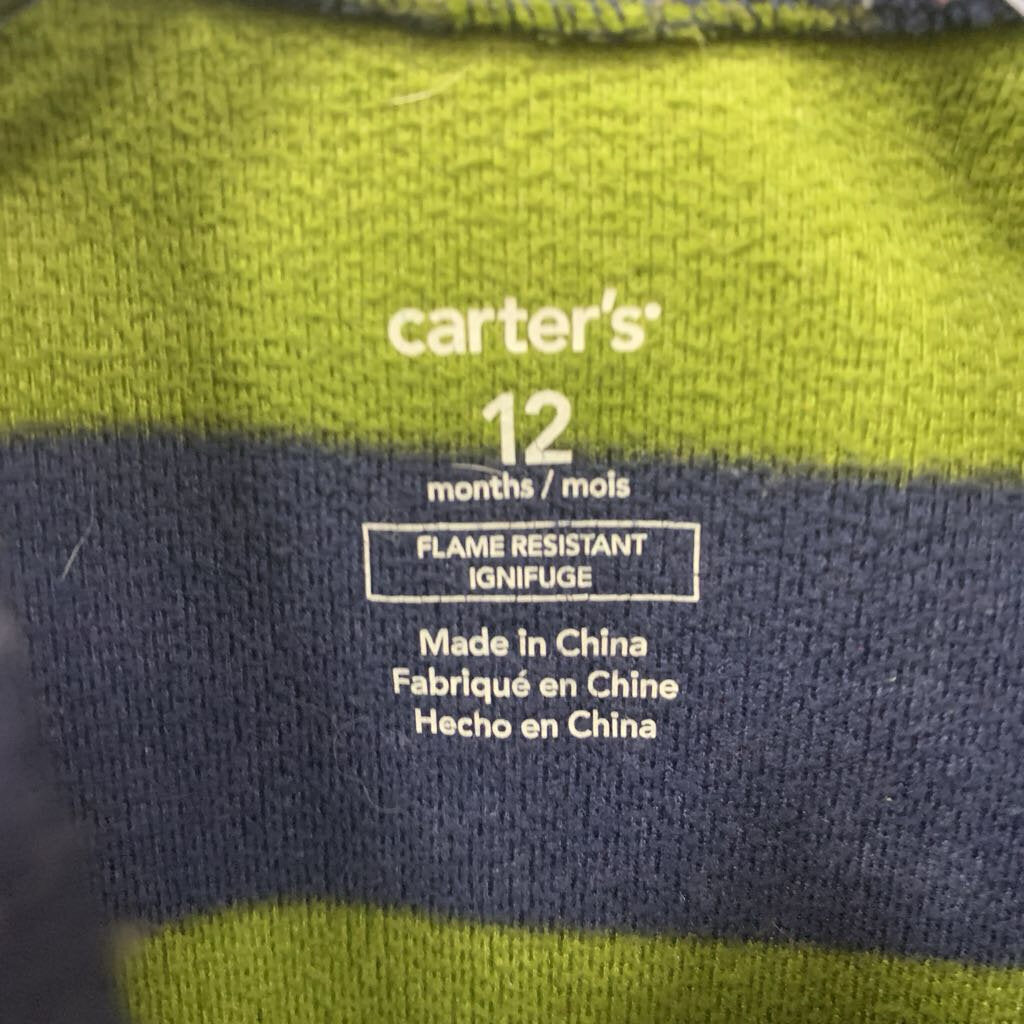 carter's
12
months / mois
FLAME RESISTANT
IGNIFUGE
Made in China
Fabriqué en Chine
Hecho en China